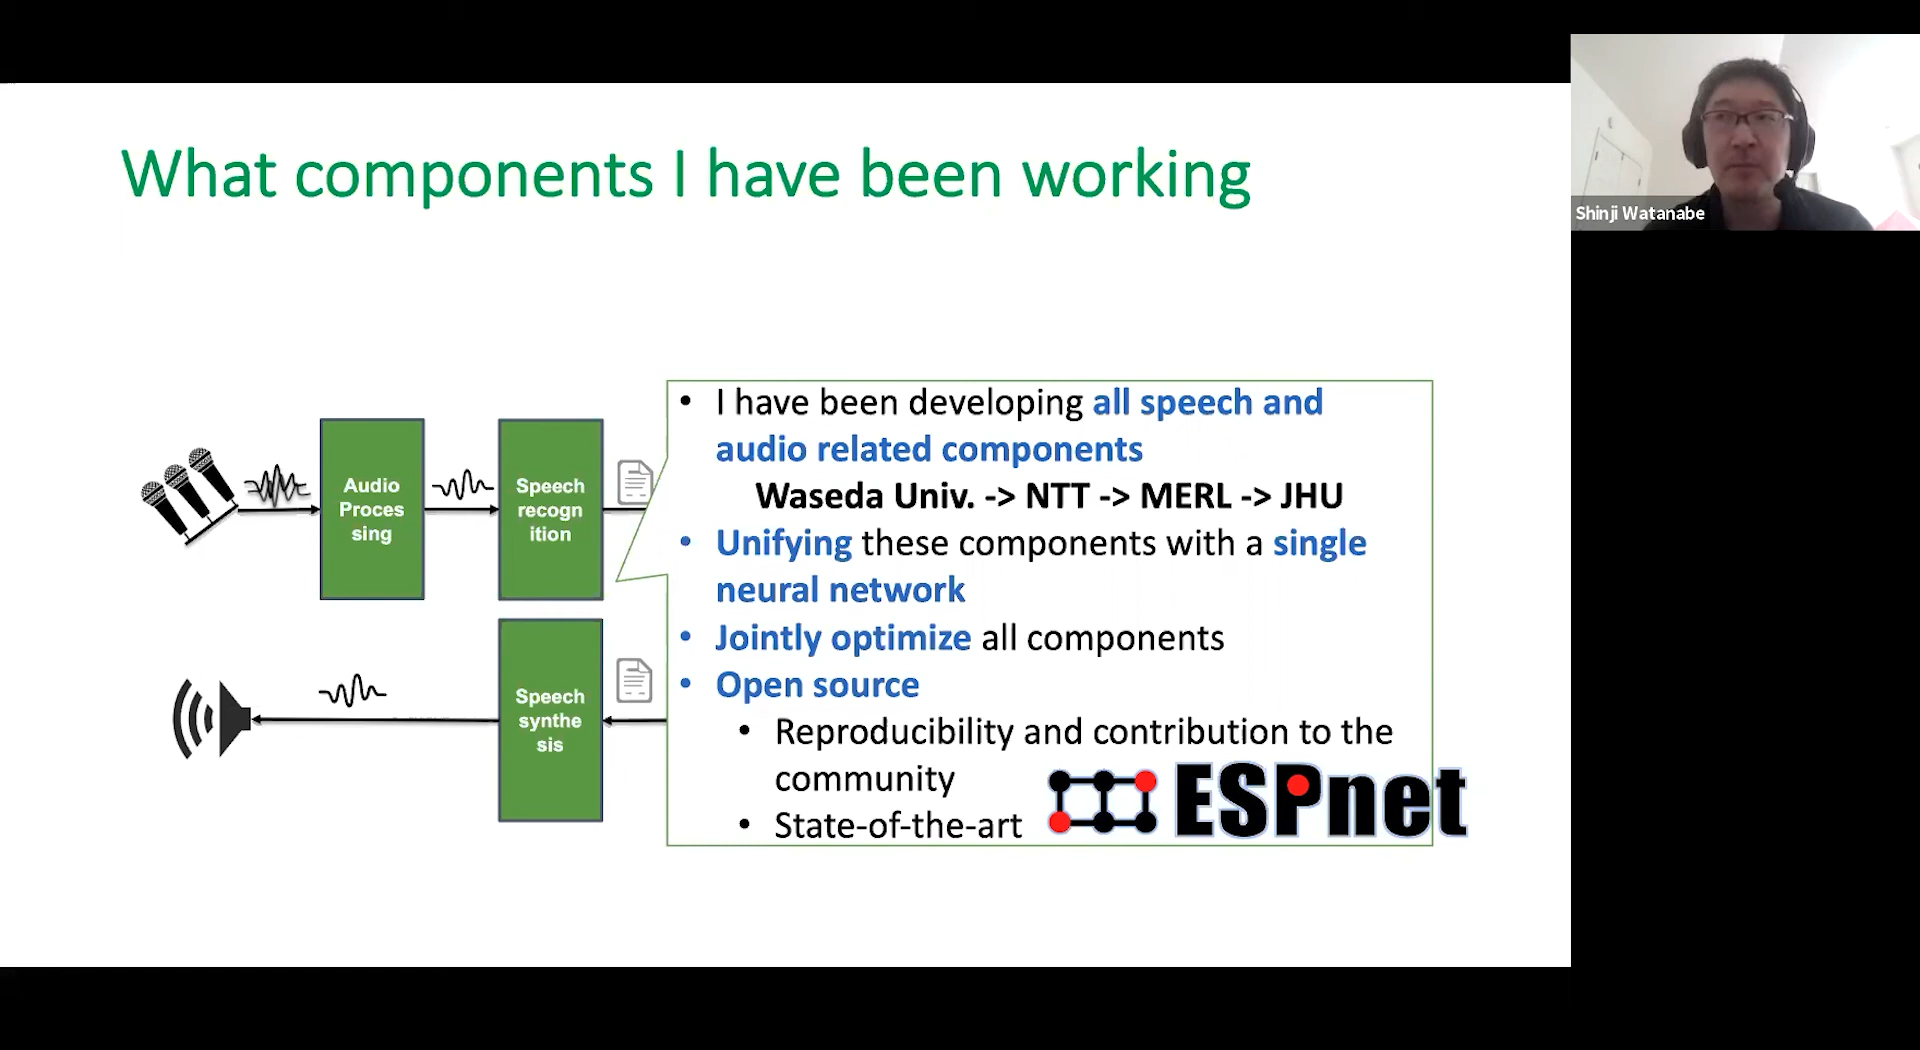 What components I have been working
Shinji Watanabe
Audio
Proces
sing
Speech
recogn
ition
Speech
synthe
sis
• I have been developing all speech and
audio related components
Waseda Univ. -> NTT -> MERL -> JHU
• Unifying these components with a single
neural network
• Jointly optimize all components
• Open source
• Reproducibility and contribution to the
community
• State-of-the-art
ESPnet